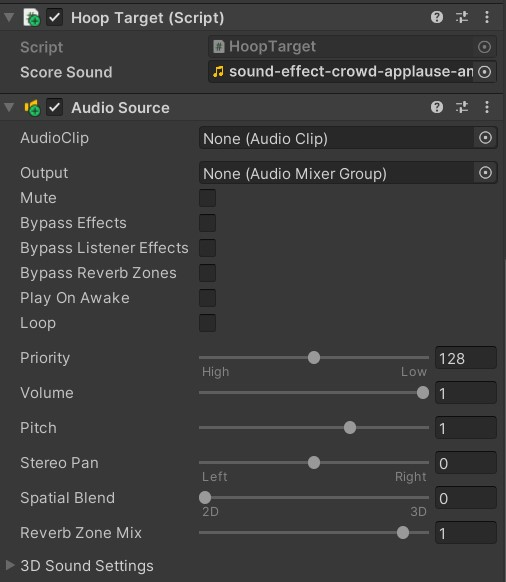 Hoop Target (Script)
Script
HoopTarget
Score Sound
sound-effect-crowd-applause-an
Audio Source
AudioClip
None (Audio Clip)
Output
None (Audio Mixer Group)
Mute
Bypass Effects
Bypass Listener Effects
Bypass Reverb Zones
Play On Awake
Loop
Priority
128
High
Low
Volume
1
Pitch
1
Stereo Pan
0
Left
Right
Spatial Blend
0
2D
3D
Reverb Zone Mix
1
3D Sound Settings